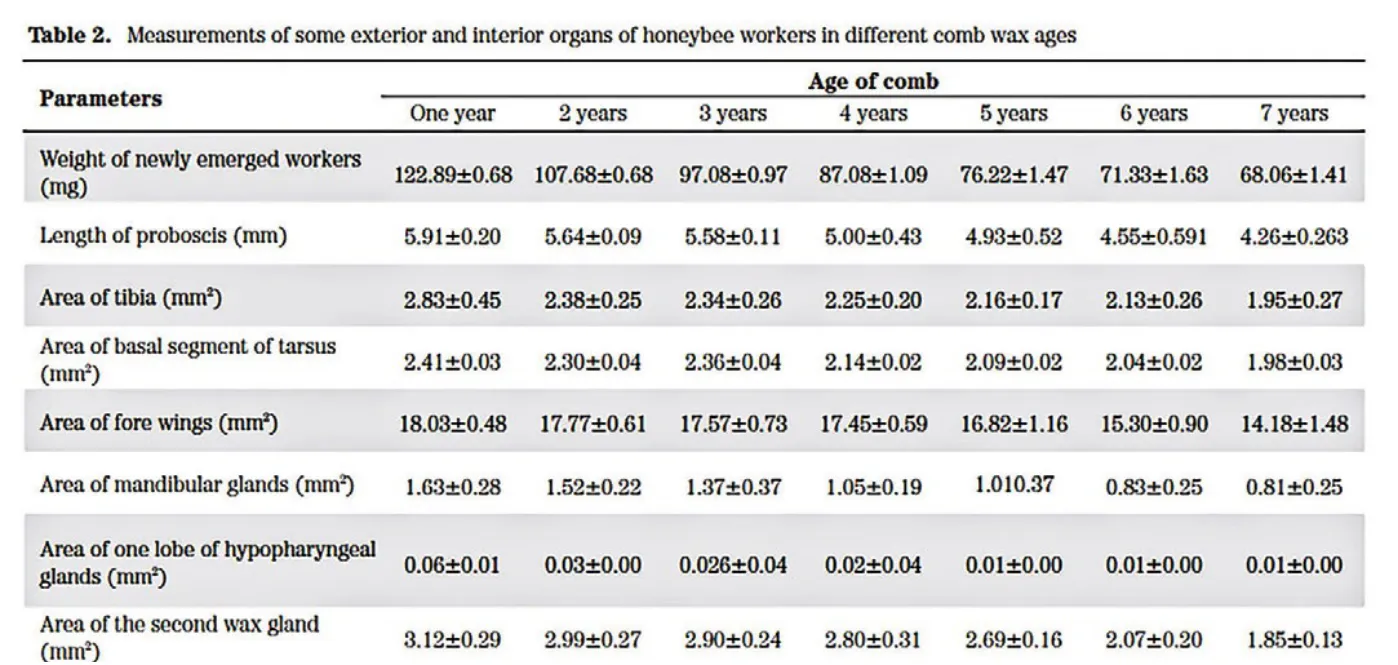 Table 2. Measurements of some exterior and interior organs of honeybee workers in different comb wax ages
Parameters Age of comb
One year 2 years 3 years 4 years 5 years 6 years 7 years
Weight of newly emerged workers
(mg) 122.89±0.68 107.68±0.68 97.08±0.97 87.08±1.09 76.22±1.47 71.33±1.63 68.06±1.41
Length of proboscis (mm) 5.91±0.20 5.64±0.09 5.58±0.11 5.00±0.43 4.93±0.52 4.55±0.591 4.26±0.263
Area of tibia (mm²) 2.83±0.45 2.38±0.25 2.34±0.26 2.25±0.20 2.16±0.17 2.13±0.26 1.95±0.27
Area of basal segment of tarsus
(mm²) 2.41±0.03 2.30±0.04 2.36±0.04 2.14±0.02 2.09±0.02 2.04±0.02 1.98±0.03
Area of fore wings (mm²) 18.03±0.48 17.77±0.61 17.57±0.73 17.45±0.59 16.82±1.16 15.30±0.90 14.18±1.48
Area of mandibular glands (mm²) 1.63±0.28 1.52±0.22 1.37±0.37 1.05±0.19 1.010.37 0.83±0.25 0.81±0.25
Area of one lobe of hypopharyngeal
glands (mm²) 0.06±0.01 0.03±0.00 0.026±0.04 0.02±0.04 0.01±0.00 0.01±0.00 0.01±0.00
Area of the second wax gland
(mm²) 3.12±0.29 2.99±0.27 2.90±0.24 2.80±0.31 2.69±0.16 2.07±0.20 1.85±0.13